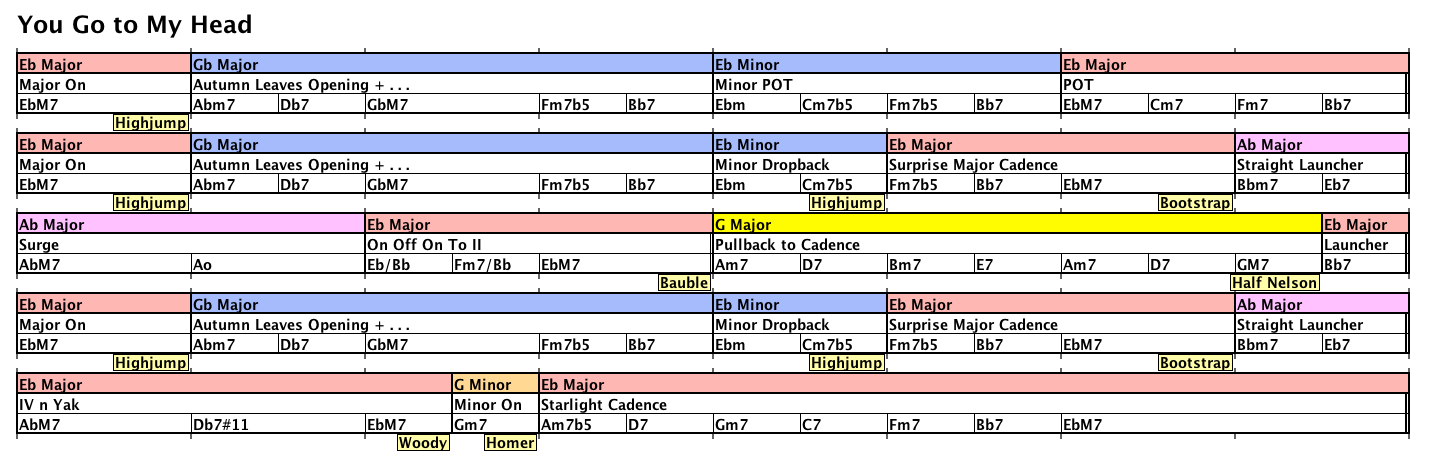 You Go to My Head
Eb Major Gb Major Eb Minor Eb Major
Major On Autumn Leaves Opening + . . . Minor POT POT
EbM7 Abm7 Db7 GbM7 Fm7b5 Bb7 Ebm Cm7b5 Fm7b5 Bb7 EbM7 Cm7 Fm7 Bb7
Highjump
Eb Major Gb Major Eb Minor Eb Major Ab Major
Major On Autumn Leaves Opening + . . . Minor Dropback Surprise Major Cadence Straight Launcher
EbM7 Abm7 Db7 GbM7 Fm7b5 Bb7 Ebm Cm7b5 Fm7b5 Bb7 EbM7 Bbm7 Eb7
Highjump Highjump Bootstrap
Ab Major Eb Major G Major Eb Major
Surge On Off On To II Pullback to Cadence Launcher
AbM7 Ao Eb/Bb Fm7/Bb EbM7 Am7 D7 Bm7 E7 Am7 D7 GM7 Bb7
Bauble Half Nelson
Eb Major Gb Major Eb Minor Eb Major Ab Major
Major On Autumn Leaves Opening + . . . Minor Dropback Surprise Major Cadence Straight Launcher
EbM7 Abm7 Db7 GbM7 Fm7b5 Bb7 Ebm Cm7b5 Fm7b5 Bb7 EbM7 Bbm7 Eb7
Highjump Highjump Bootstrap
Eb Major G Minor Eb Major
IV n Yak Minor On Starlight Cadence
AbM7 Db7#11 EbM7 Gm7 Am7b5 D7 Gm7 C7 Fm7 Bb7 EbM7
Woody Homer